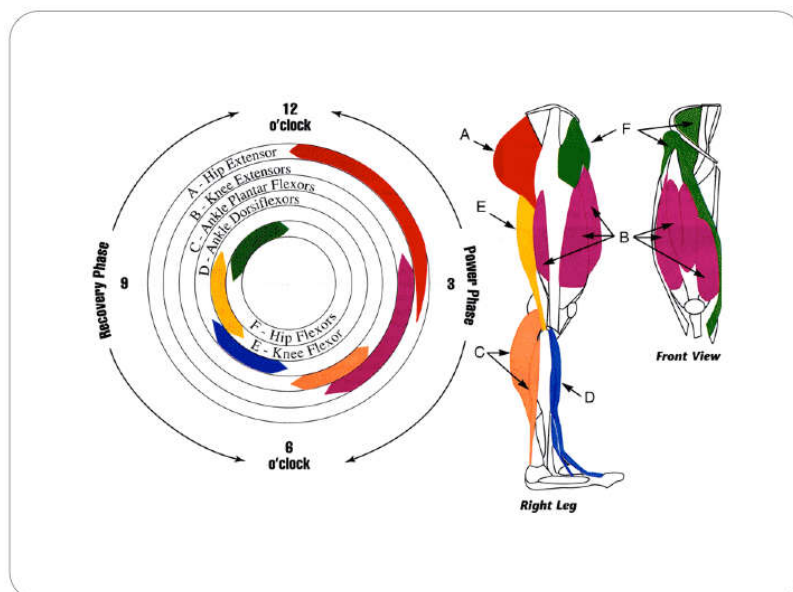 12
o'clock
A - Hip Extensor
B - Knee Extensors
C - Ankle Plantar Flexors
D - Ankle Dorsiflexors
Recovery Phase
9
3
Power Phase
F - Hip Flexors
E - Knee Flexor
6
o'clock
A
F
E
B
C
D
Front View
Right Leg